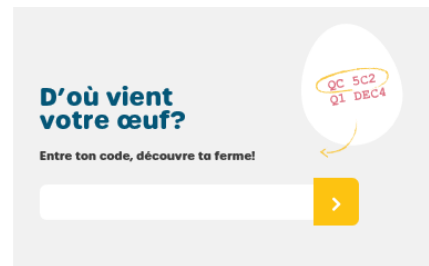 D'où vient
votre œuf?
Entre ton code, découvre ta ferme!
QC 5C2
Q1 DEC4